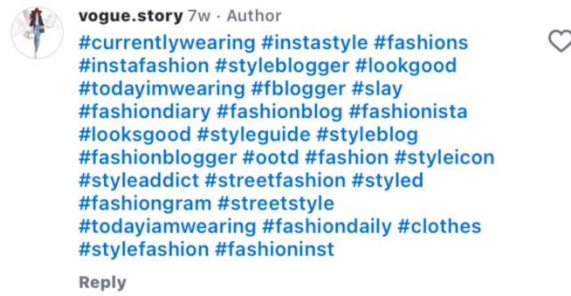 vogue.story 7w · Author
#currentlywearing #instastyle #fashions
#instafashion #styleblogger #lookgood
#todayimwearing #fblogger #slay
#fashiondiary #fashionblog #fashionista
#looksgood #styleguide #styleblog
#fashionblogger #ootd #fashion #styleicon
#styleaddict #streetfashion #styled
#fashiongram #streetstyle
#todayiamwearing #fashiondaily #clothes
#stylefashion #fashioninst
Reply